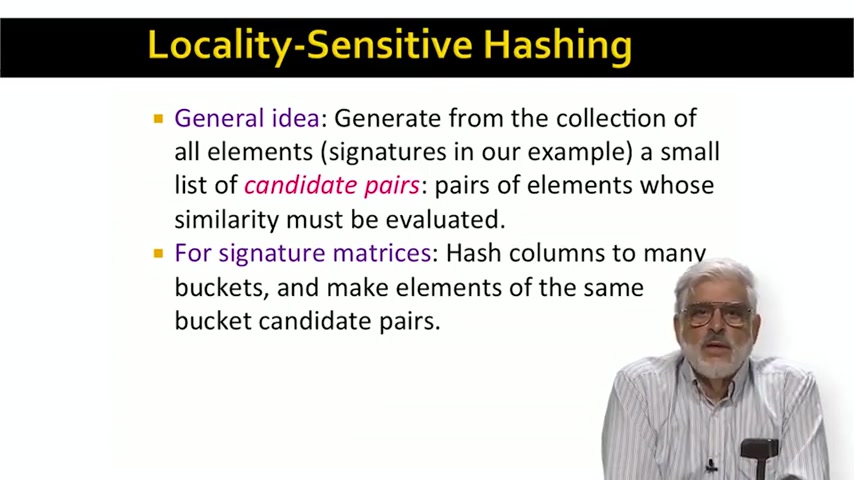 Locality-Sensitive Hashing
General idea: Generate from the collection of
all elements (signatures in our example) a small
list of candidate pairs: pairs of elements whose
similarity must be evaluated.
For signature matrices: Hash columns to many
buckets, and make elements of the same
bucket candidate pairs.